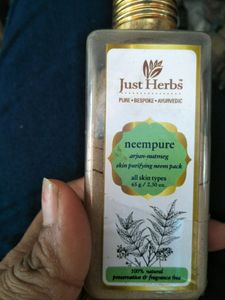 Just Herbs®
PURE • BESPOKE • AYURVEDIC
neempure
arjun-nutmeg
skin purifying neem pack
all skin types
65 g / 2.30 oz.
100% natural
preservative & fragrance free